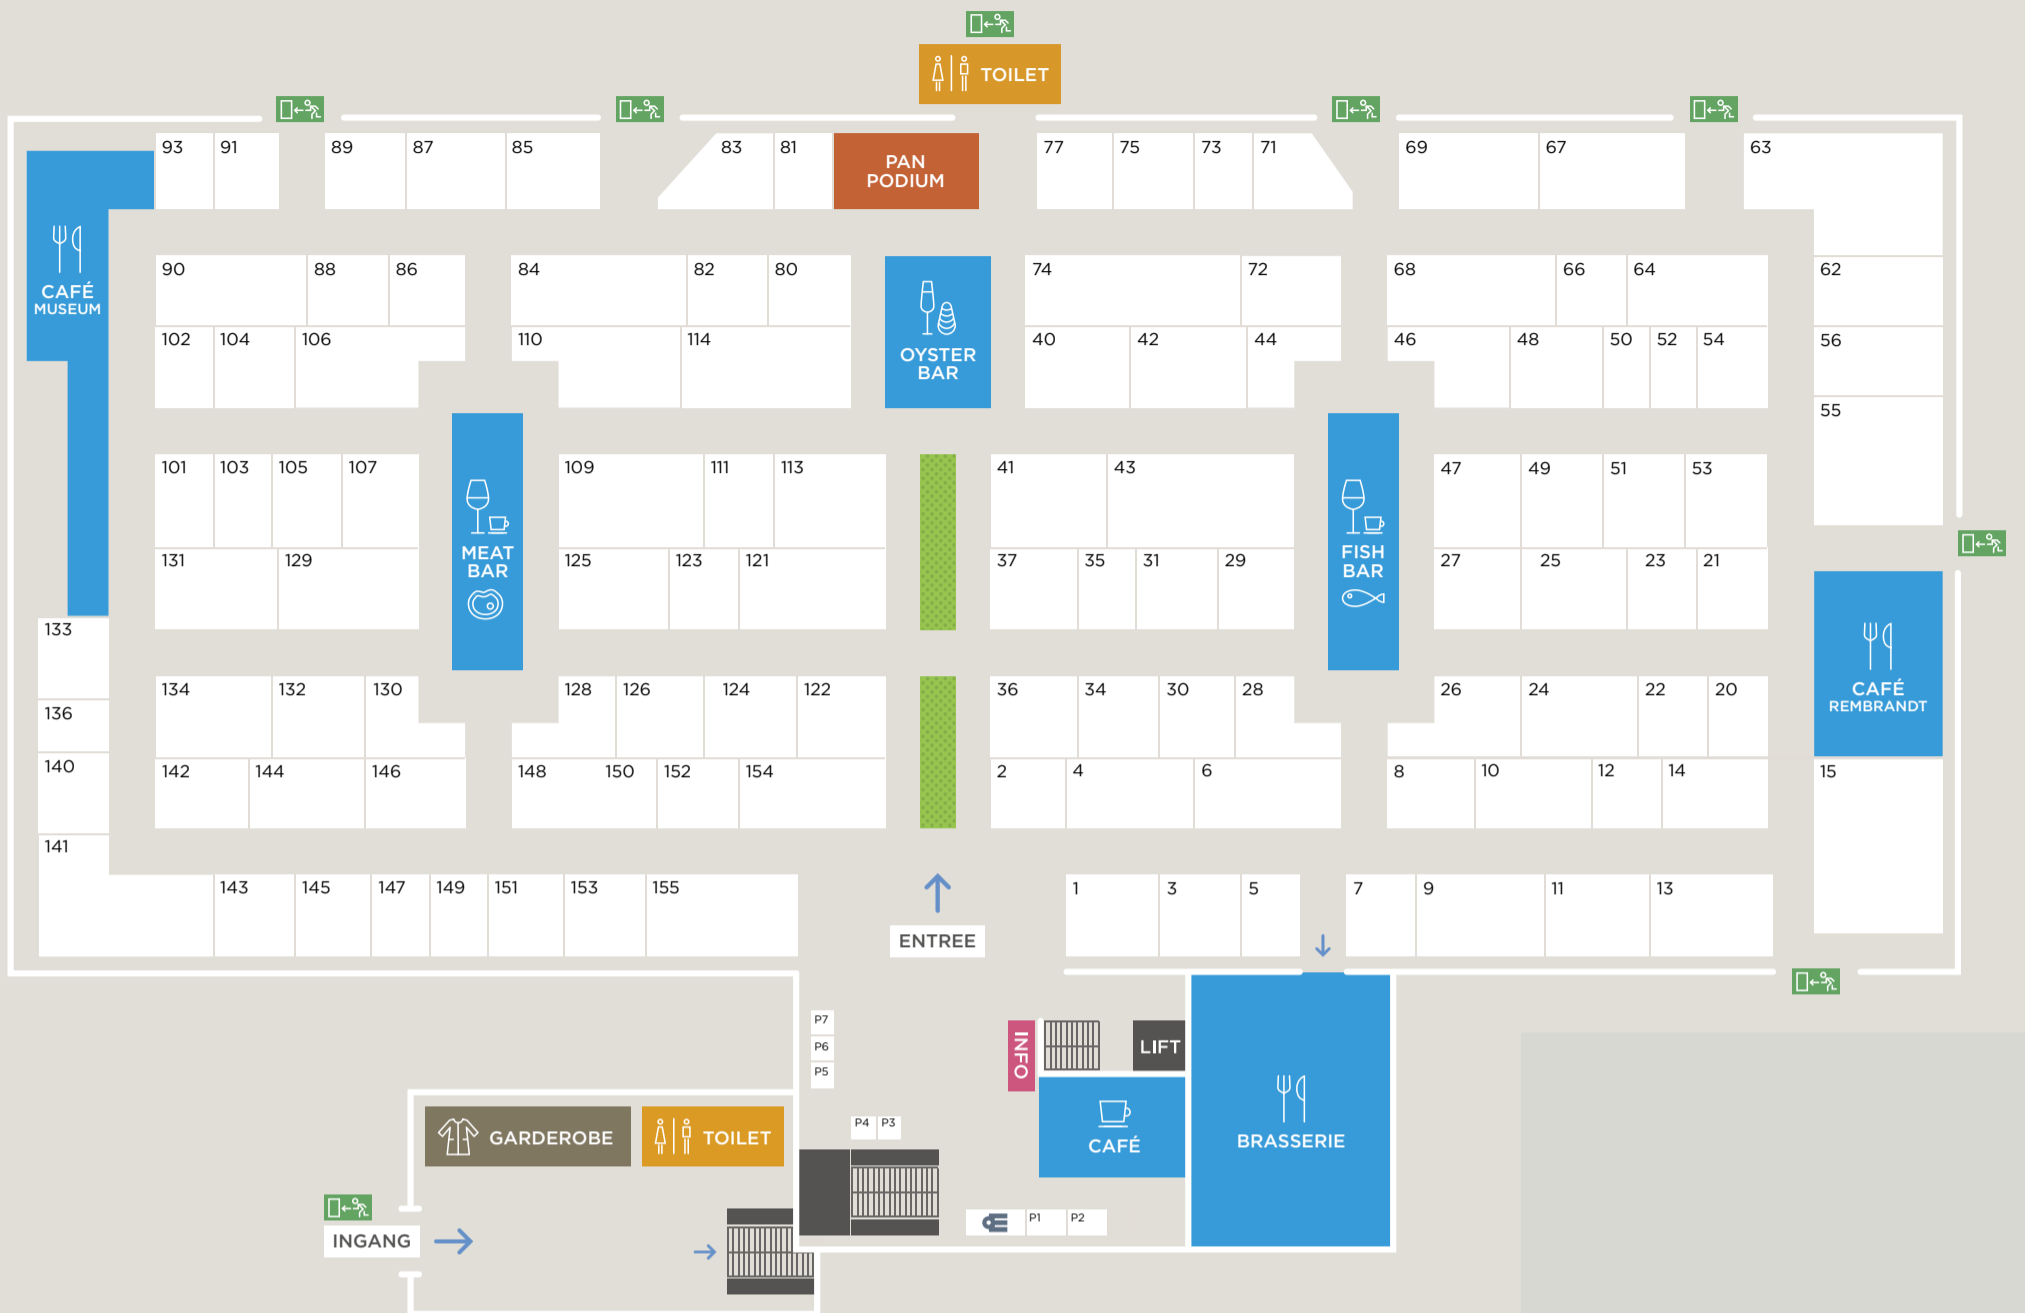 TOILET
93 91 89 87 85 83 81 PAN 77 75 73 71 69 67 63
PODIUM
90 88 86 84 82 80 74 72 68 66 64 62
CAFÉ
MUSEUM
102 104 106 110 114 OYSTER 40 42 44 46 48 50 52 54 56
BAR
55
101 103 105 107 109 111 113 41 43 47 49 51 53
MEAT
BAR
FISH
BAR
131 129 125 123 121 37 35 31 29 27 25 23 21
133
134 132 130 128 126 124 122 36 34 30 28 26 24 22 20
CAFÉ
REMBRANDT
136
140
142 144 146 148 150 152 154 2 4 6 8 10 12 14 15
141
143 145 147 149 151 153 155 1 3 5 7 9 11 13
ENTREE
P7
P6
P5
INFO
LIFT
P4 P3
GARDEROBE
TOILET
CAFÉ
BRASSERIE
P1 P2
INGANG